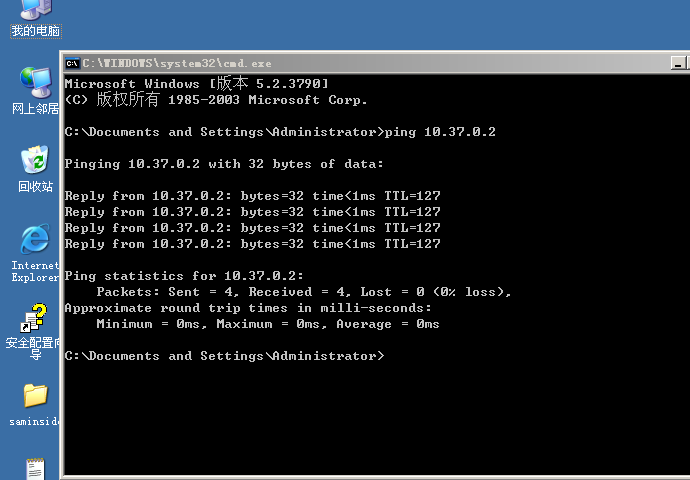 我的电脑
网上邻居
回收站
Internet
Explorer
安全配置向
导
saminside
C:\WINDOWS\system32\cmd.exe
Microsoft Windows [版本 5.2.3790]
(C) 版权所有 1985-2003 Microsoft Corp.
C:\Documents and Settings\Administrator>ping 10.37.0.2
Pinging 10.37.0.2 with 32 bytes of data:
Reply from 10.37.0.2: bytes=32 time<1ms TTL=127
Reply from 10.37.0.2: bytes=32 time<1ms TTL=127
Reply from 10.37.0.2: bytes=32 time<1ms TTL=127
Reply from 10.37.0.2: bytes=32 time<1ms TTL=127
Ping statistics for 10.37.0.2:
Packets: Sent = 4, Received = 4, Lost = 0 (0% loss),
Approximate round trip times in milli-seconds:
Minimum = 0ms, Maximum = 0ms, Average = 0ms
C:\Documents and Settings\Administrator>